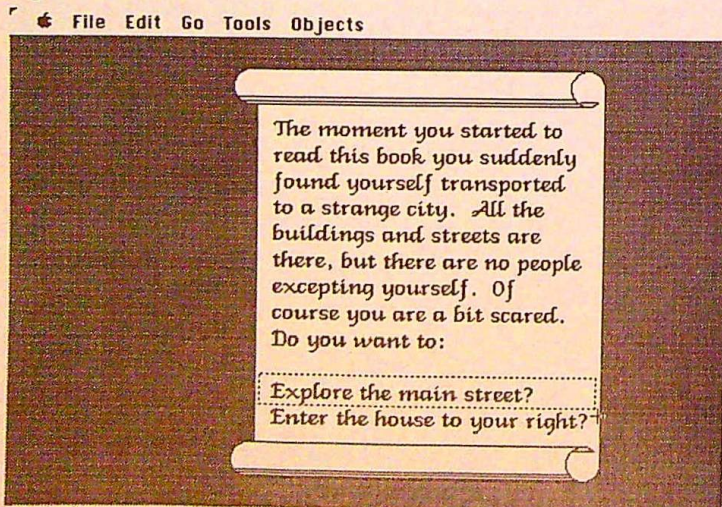 File Edit Go Tools Objects
The moment you started to
read this book you suddenly
found yourself transported
to a strange city. All the
buildings and streets are
there, but there are no people
excepting yourself. Of
course you are a bit scared.
Do you want to:
Explore the main street?
Enter the house to your right?